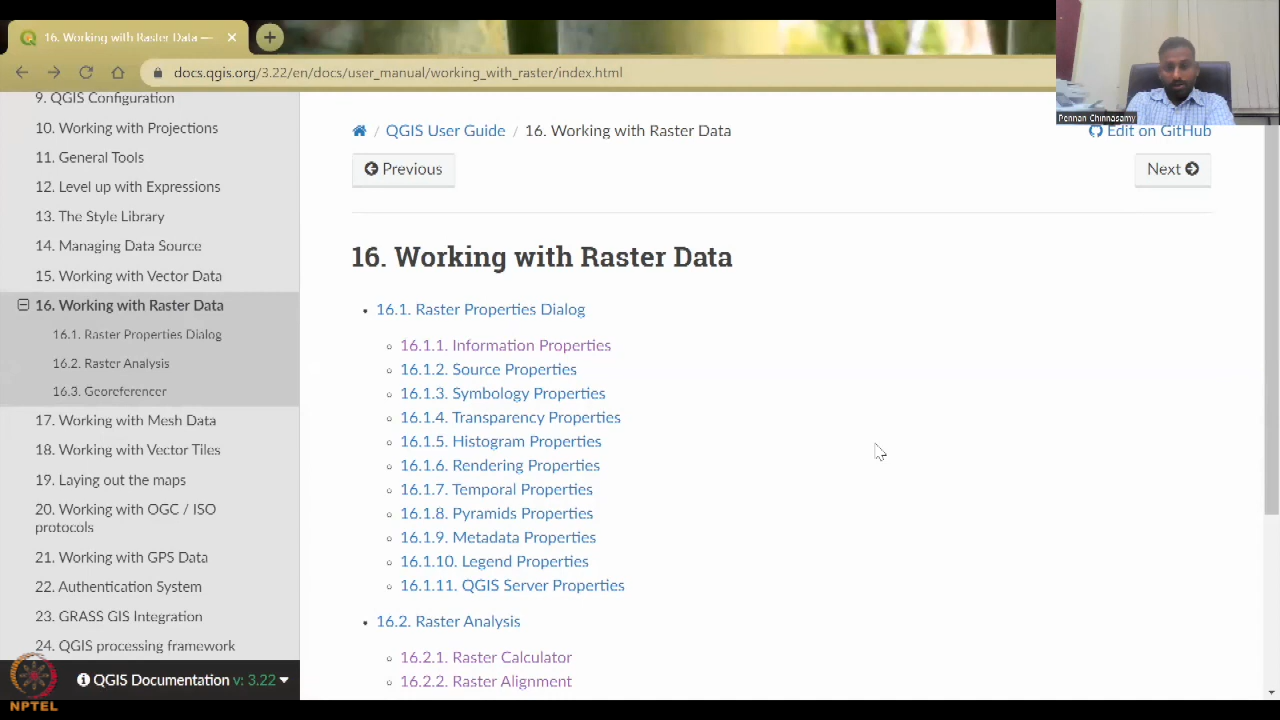 16. Working with Raster Data —
docs.qgis.org/3.22/en/docs/user_manual/working_with_raster/index.html
Pennan Chinnasamy
9. QGIS Configuration
10. Working with Projections
11. General Tools
12. Level up with Expressions
13. The Style Library
14. Managing Data Source
15. Working with Vector Data
16. Working with Raster Data
16.1. Raster Properties Dialog
16.2. Raster Analysis
16.3. Georeferencer
17. Working with Mesh Data
18. Working with Vector Tiles
19. Laying out the maps
20. Working with OGC / ISO
protocols
21. Working with GPS Data
22. Authentication System
23. GRASS GIS Integration
24. QGIS processing framework
QGIS Documentation v: 3.22
NPTEL
/ QGIS User Guide / 16. Working with Raster Data
Edit on GitHub
Previous
Next
16. Working with Raster Data
• 16.1. Raster Properties Dialog
◦ 16.1.1. Information Properties
◦ 16.1.2. Source Properties
◦ 16.1.3. Symbology Properties
◦ 16.1.4. Transparency Properties
◦ 16.1.5. Histogram Properties
◦ 16.1.6. Rendering Properties
◦ 16.1.7. Temporal Properties
◦ 16.1.8. Pyramids Properties
◦ 16.1.9. Metadata Properties
◦ 16.1.10. Legend Properties
◦ 16.1.11. QGIS Server Properties
• 16.2. Raster Analysis
◦ 16.2.1. Raster Calculator
◦ 16.2.2. Raster Alignment